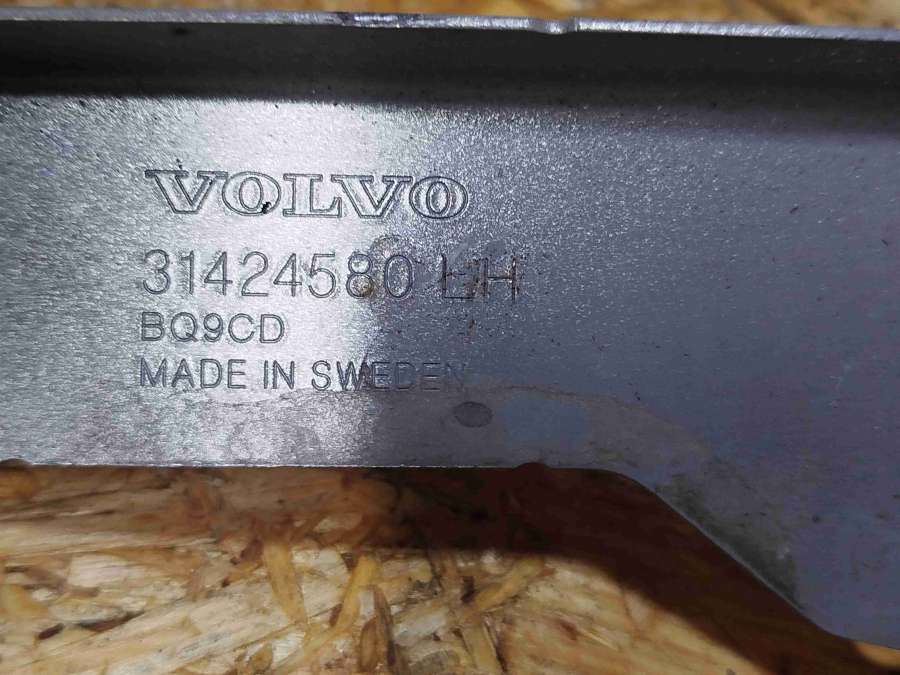 VOLVO
31424580 LH
BQ9CD
MADE IN SWEDEN